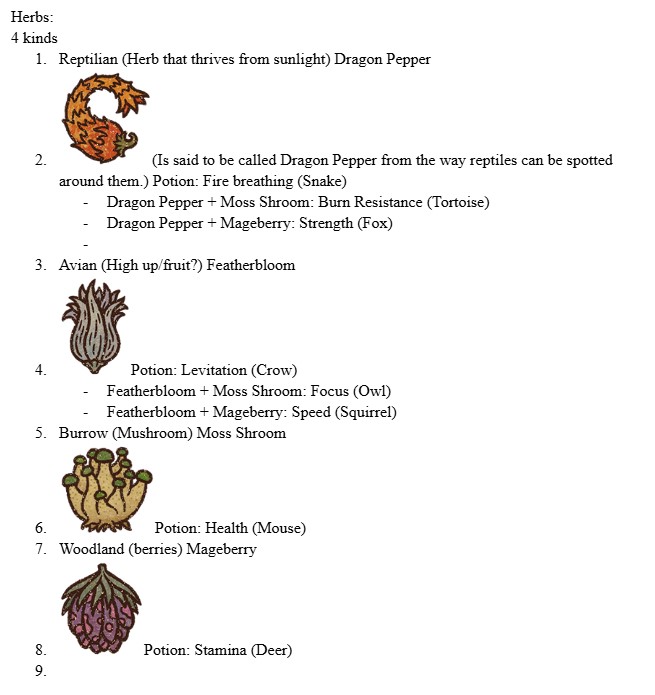 Herbs:
4 kinds
1. Reptilian (Herb that thrives from sunlight) Dragon Pepper
2. (Is said to be called Dragon Pepper from the way reptiles can be spotted
around them.) Potion: Fire breathing (Snake)
- Dragon Pepper + Moss Shroom: Burn Resistance (Tortoise)
- Dragon Pepper + Mageberry: Strength (Fox)
-
3. Avian (High up/fruit?) Featherbloom
4. Potion: Levitation (Crow)
- Featherbloom + Moss Shroom: Focus (Owl)
- Featherbloom + Mageberry: Speed (Squirrel)
5. Burrow (Mushroom) Moss Shroom
6. Potion: Health (Mouse)
7. Woodland (berries) Mageberry
8. Potion: Stamina (Deer)
9.